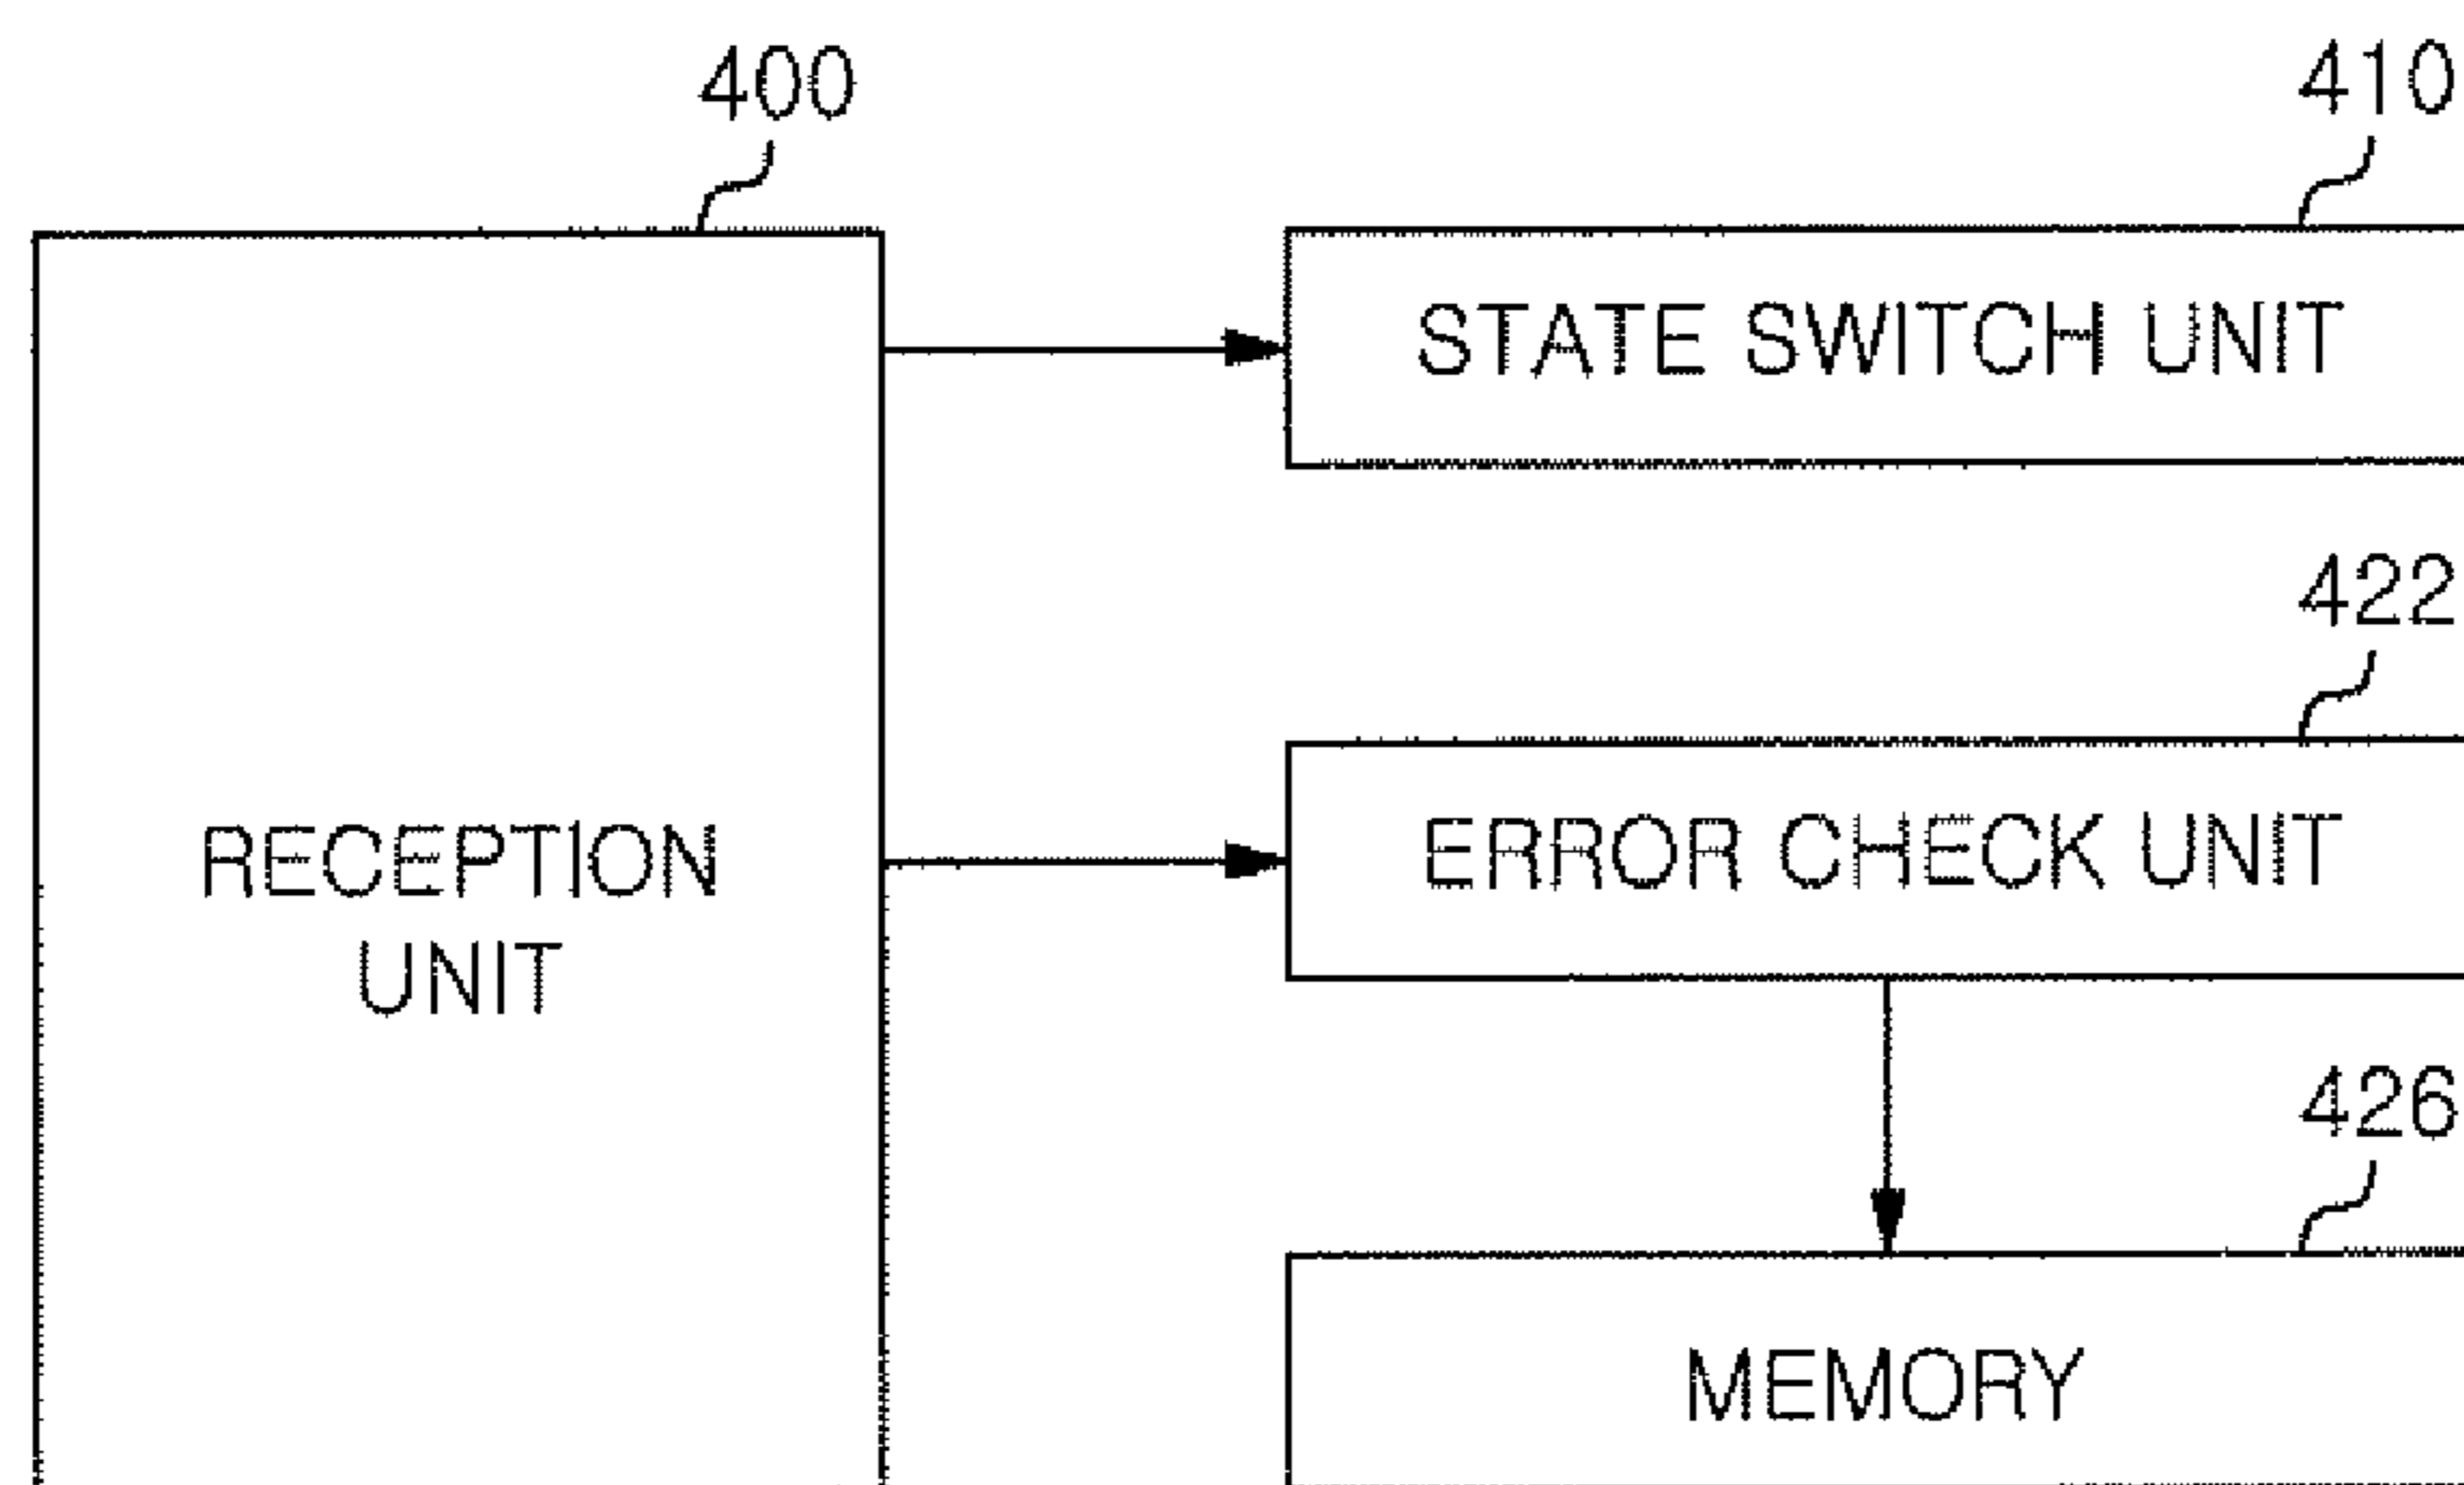 400
410
STATE SWITCH UNIT
422
RECEPTION
UNIT
ERROR CHECK UNIT
426
MEMORY